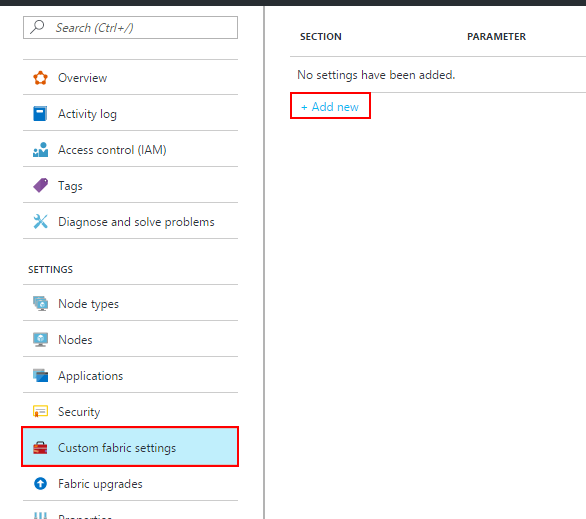 Search (Ctrl+/)
Overview
Activity log
Access control (IAM)
Tags
Diagnose and solve problems
SETTINGS
Node types
Nodes
Applications
Security
Custom fabric settings
Fabric upgrades
Properties
SECTION PARAMETER
No settings have been added.
+ Add new